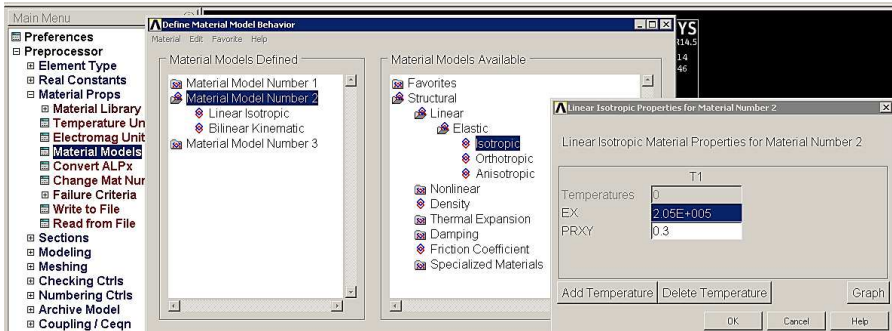 Main Menu
Preferences
Preprocessor
Element Type
Real Constants
Material Props
Material Library
Temperature Un
Electromag Unit
Material Models
Convert ALPx
Change Mat Nur
Failure Criteria
Write to File
Read from File
Sections
Modeling
Meshing
Checking Ctrls
Numbering Ctrls
Archive Model
Coupling / Ceqn
Define Material Model Behavior
Material Edit Favorite Help
Material Models Defined
Material Model Number 1
Material Model Number 2
Linear Isotropic
Bilinear Kinematic
Material Model Number 3
Material Models Available
Favorites
Structural
Linear
Elastic
Isotropic
Orthotropic
Anisotropic
Nonlinear
Density
Thermal Expansion
Damping
Friction Coefficient
Specialized Materials
YS
R14.5
14
46
Linear Isotropic Properties for Material Number 2
Linear Isotropic Material Properties for Material Number 2
T1
Temperatures 0
EX 2.05E+005
PRXY 0.3
Add Temperature Delete Temperature Graph
OK Cancel Help